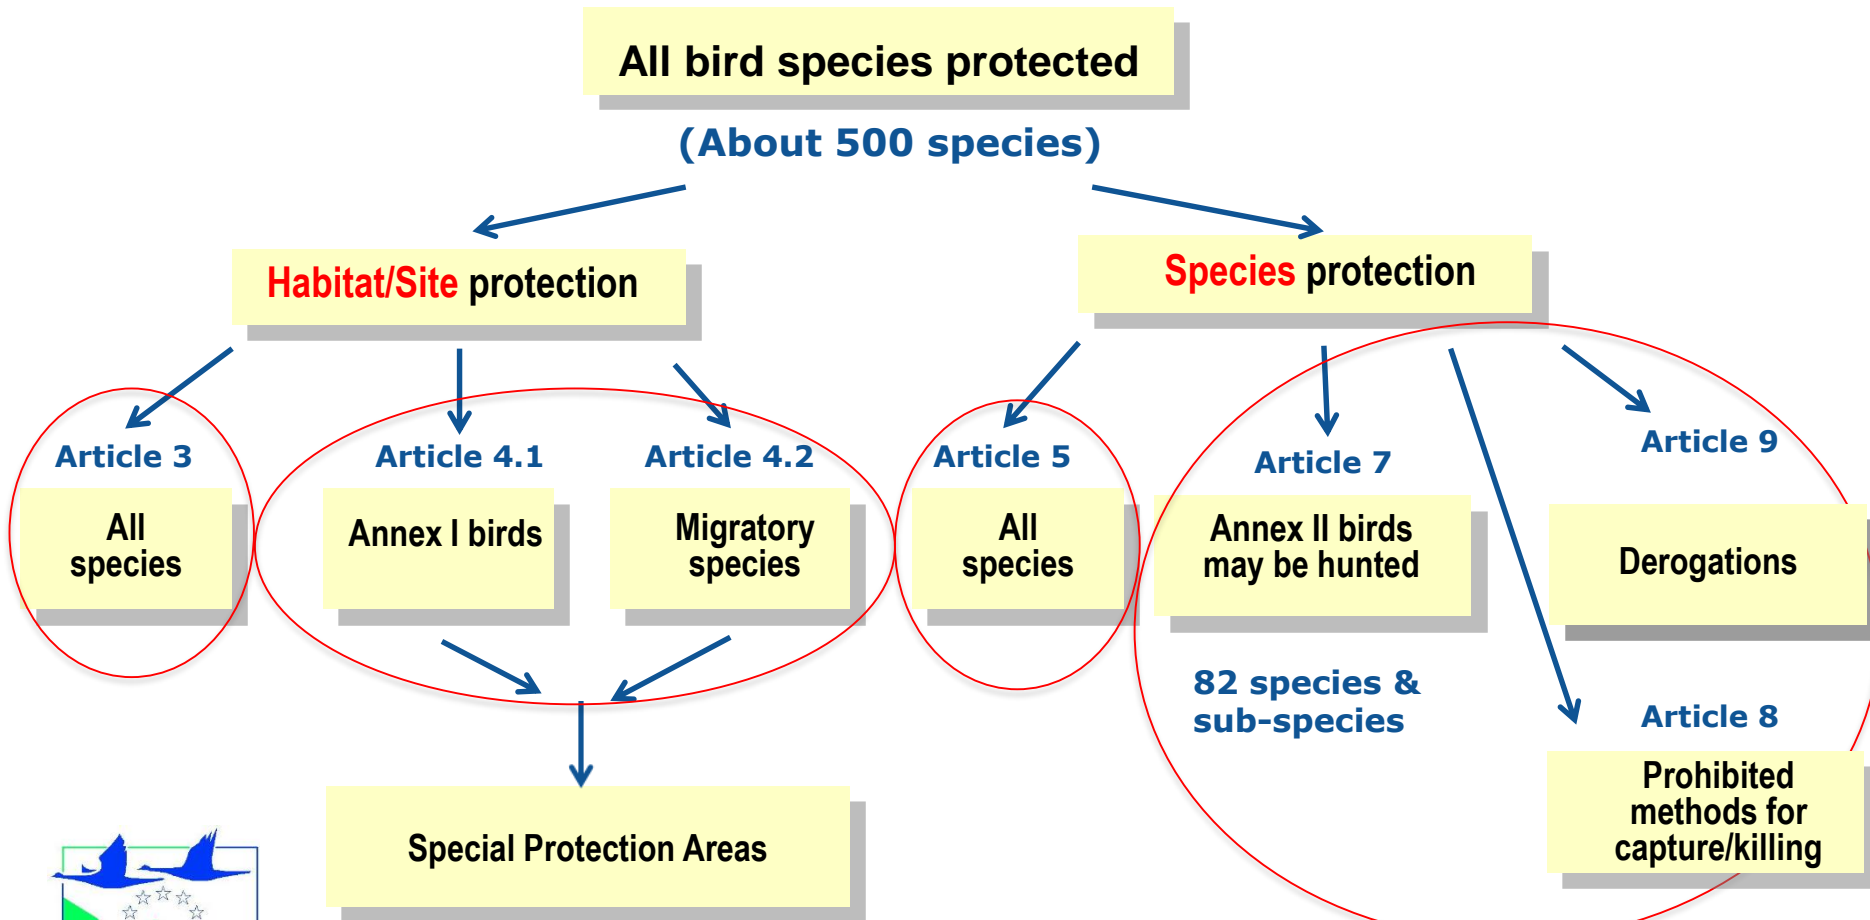 All bird species protected
(About 500 species)
Habitat/Site protection
Species protection
Article 3
All
species
Article 4.1
Annex I birds
Article 4.2
Migratory
species
Article 5
All
species
Article 7
Annex II birds
may be hunted
82 species &
sub-species
Article 9
Derogations
Article 8
Prohibited
methods for
capture/killing
Special Protection Areas